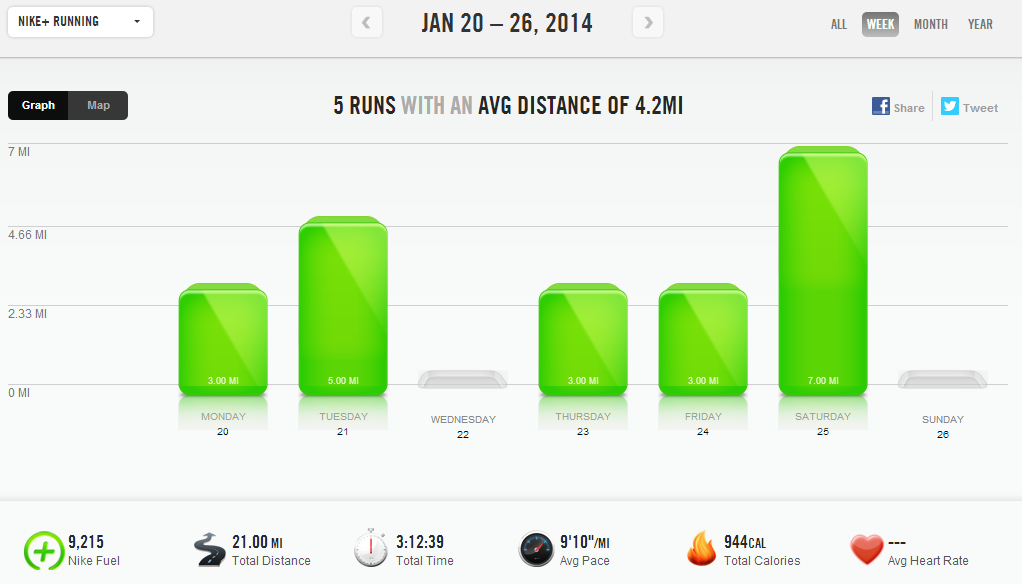 NIKE+ RUNNING
JAN 20 – 26, 2014
ALL WEEK MONTH YEAR
Graph Map
5 RUNS WITH AN AVG DISTANCE OF 4.2MI
Share Tweet
7 MI
4.66 MI
2.33 MI
0 MI
3.00 MI 5.00 MI 3.00 MI 3.00 MI 7.00 MI
MONDAY TUESDAY WEDNESDAY THURSDAY FRIDAY SATURDAY SUNDAY
20 21 22 23 24 25 26
9,215 21.00 MI 3:12:39 9'10"/MI 944CAL ---
Nike Fuel Total Distance Total Time Avg Pace Total Calories Avg Heart Rate